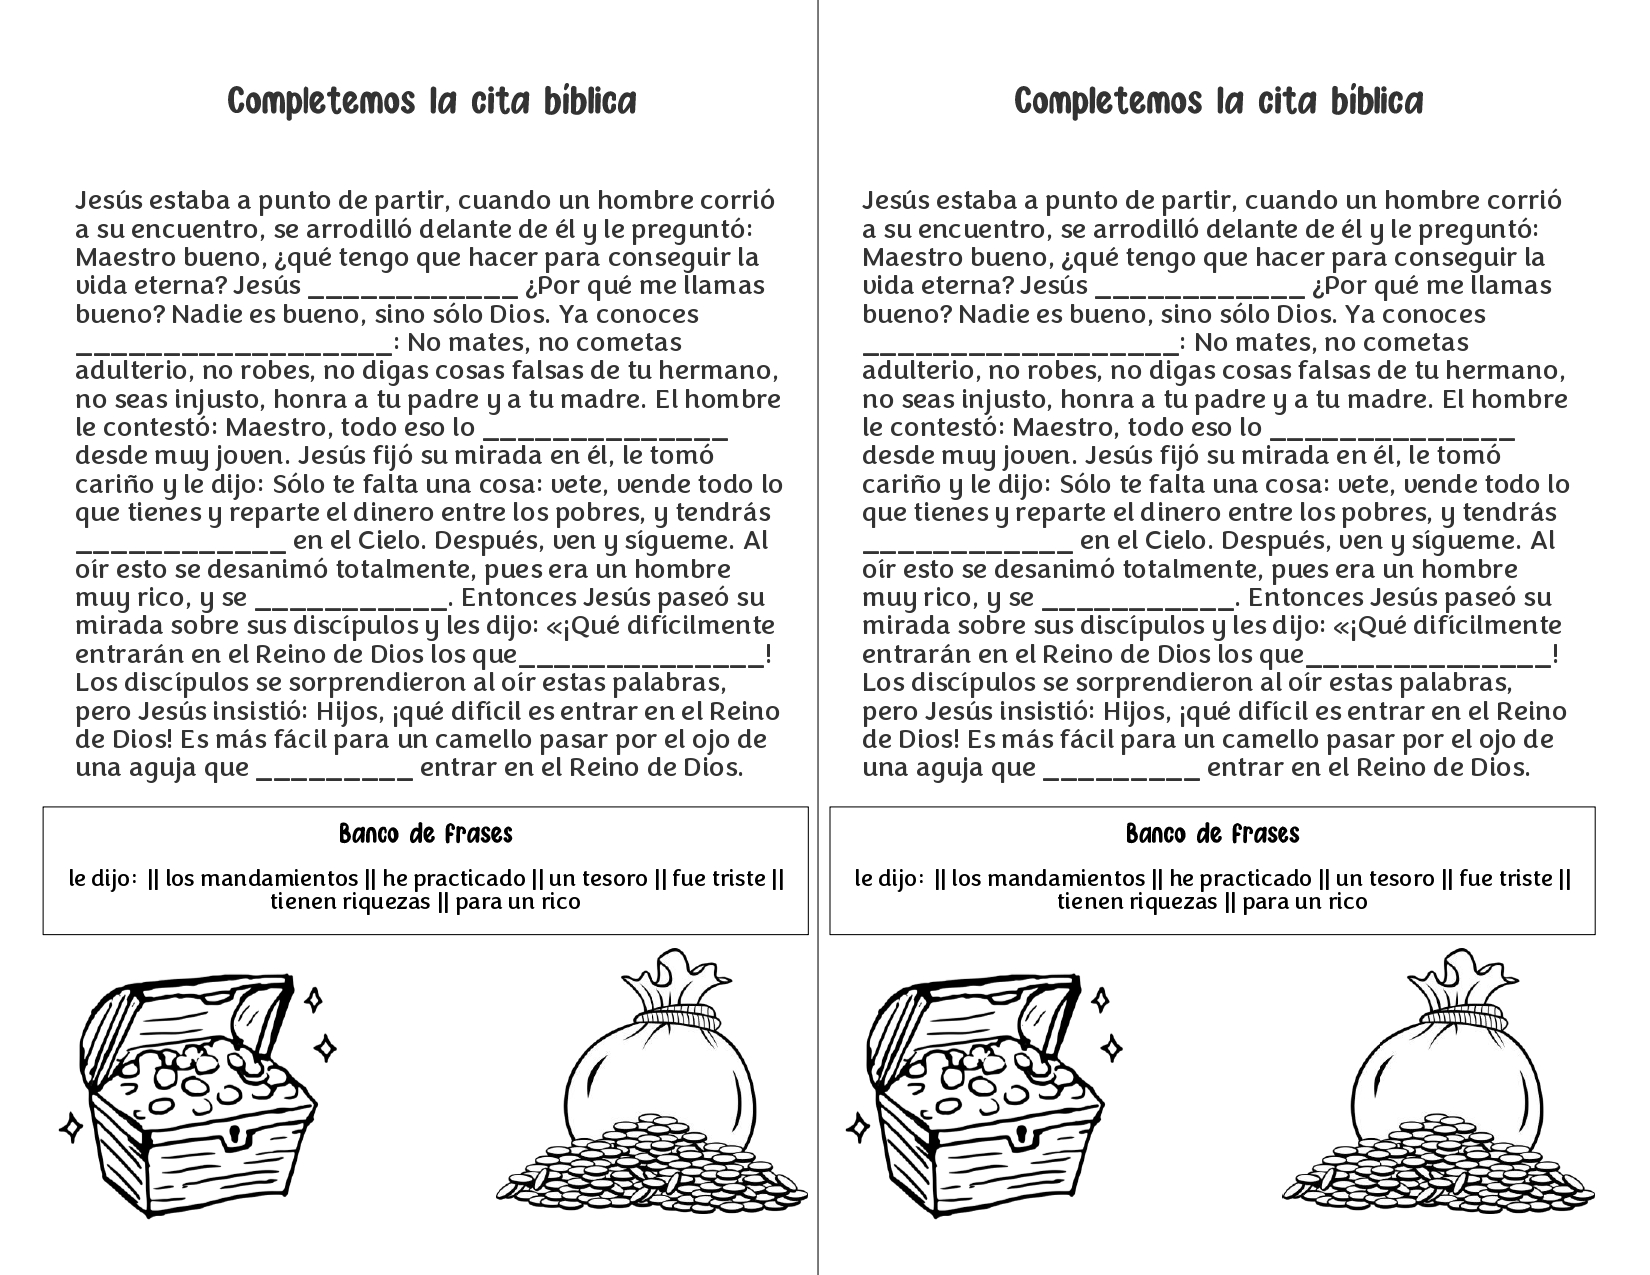 Completemos la cita bíblica
Jesús estaba a punto de partir, cuando un hombre corrió
a su encuentro, se arrodilló delante de él y le preguntó:
Maestro bueno, ¿qué tengo que hacer para conseguir la
vida eterna? Jesús ____________ ¿Por qué me llamas
bueno? Nadie es bueno, sino sólo Dios. Ya conoces
__________________: No mates, no cometas
adulterio, no robes, no digas cosas falsas de tu hermano,
no seas injusto, honra a tu padre y a tu madre. El hombre
le contestó: Maestro, todo eso lo ______________
desde muy joven. Jesús fijó su mirada en él, le tomó
cariño y le dijo: Sólo te falta una cosa: vete, vende todo lo
que tienes y reparte el dinero entre los pobres, y tendrás
____________ en el Cielo. Después, ven y sígueme. Al
oír esto se desanimó totalmente, pues era un hombre
muy rico, y se ___________. Entonces Jesús paseó su
mirada sobre sus discípulos y les dijo: «¡Qué difícilmente
entrarán en el Reino de Dios los que______________!
Los discípulos se sorprendieron al oír estas palabras,
pero Jesús insistió: Hijos, ¡qué difícil es entrar en el Reino
de Dios! Es más fácil para un camello pasar por el ojo de
una aguja que _________ entrar en el Reino de Dios.
Banco de frases
le dijo: || los mandamientos || he practicado || un tesoro || fue triste ||
tienen riquezas || para un rico
Completemos la cita bíblica
Jesús estaba a punto de partir, cuando un hombre corrió
a su encuentro, se arrodilló delante de él y le preguntó:
Maestro bueno, ¿qué tengo que hacer para conseguir la
vida eterna? Jesús ____________ ¿Por qué me llamas
bueno? Nadie es bueno, sino sólo Dios. Ya conoces
__________________: No mates, no cometas
adulterio, no robes, no digas cosas falsas de tu hermano,
no seas injusto, honra a tu padre y a tu madre. El hombre
le contestó: Maestro, todo eso lo ______________
desde muy joven. Jesús fijó su mirada en él, le tomó
cariño y le dijo: Sólo te falta una cosa: vete, vende todo lo
que tienes y reparte el dinero entre los pobres, y tendrás
____________ en el Cielo. Después, ven y sígueme. Al
oír esto se desanimó totalmente, pues era un hombre
muy rico, y se ___________. Entonces Jesús paseó su
mirada sobre sus discípulos y les dijo: «¡Qué difícilmente
entrarán en el Reino de Dios los que______________!
Los discípulos se sorprendieron al oír estas palabras,
pero Jesús insistió: Hijos, ¡qué difícil es entrar en el Reino
de Dios! Es más fácil para un camello pasar por el ojo de
una aguja que _________ entrar en el Reino de Dios.
Banco de frases
le dijo: || los mandamientos || he practicado || un tesoro || fue triste ||
tienen riquezas || para un rico